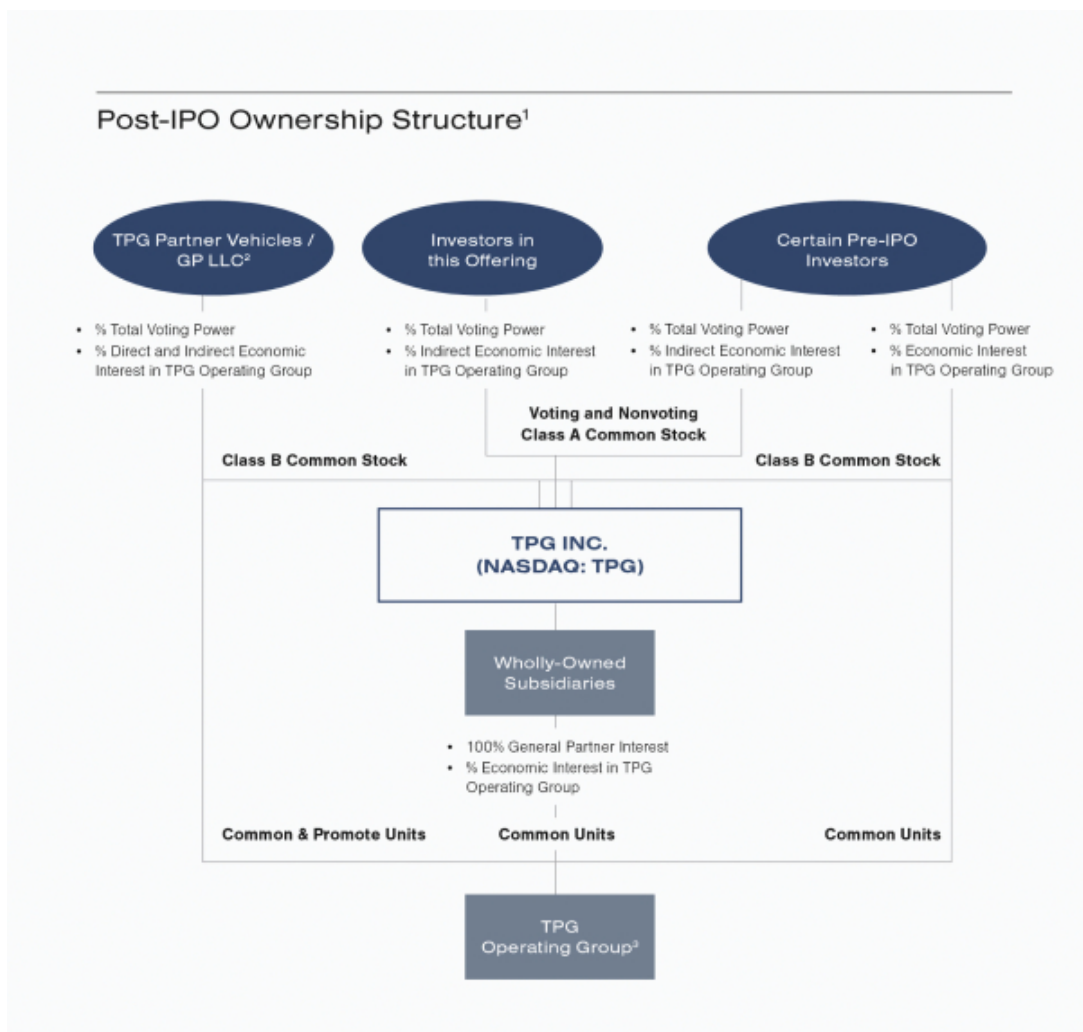 Post-IPO Ownership Structure¹
TPG Partner Vehicles /
GP LLC²
Investors in
this Offering
Certain Pre-IPO
Investors
• % Total Voting Power
• % Direct and Indirect Economic
Interest in TPG Operating Group
• % Total Voting Power
• % Indirect Economic Interest
in TPG Operating Group
• % Total Voting Power
• % Indirect Economic Interest
in TPG Operating Group
• % Total Voting Power
• % Economic Interest
in TPG Operating Group
Voting and Nonvoting
Class A Common Stock
Class B Common Stock
Class B Common Stock
TPG INC.
(NASDAQ: TPG)
Wholly-Owned
Subsidiaries
• 100% General Partner Interest
• % Economic Interest in TPG
Operating Group
Common & Promote Units
Common Units
Common Units
TPG
Operating Group³